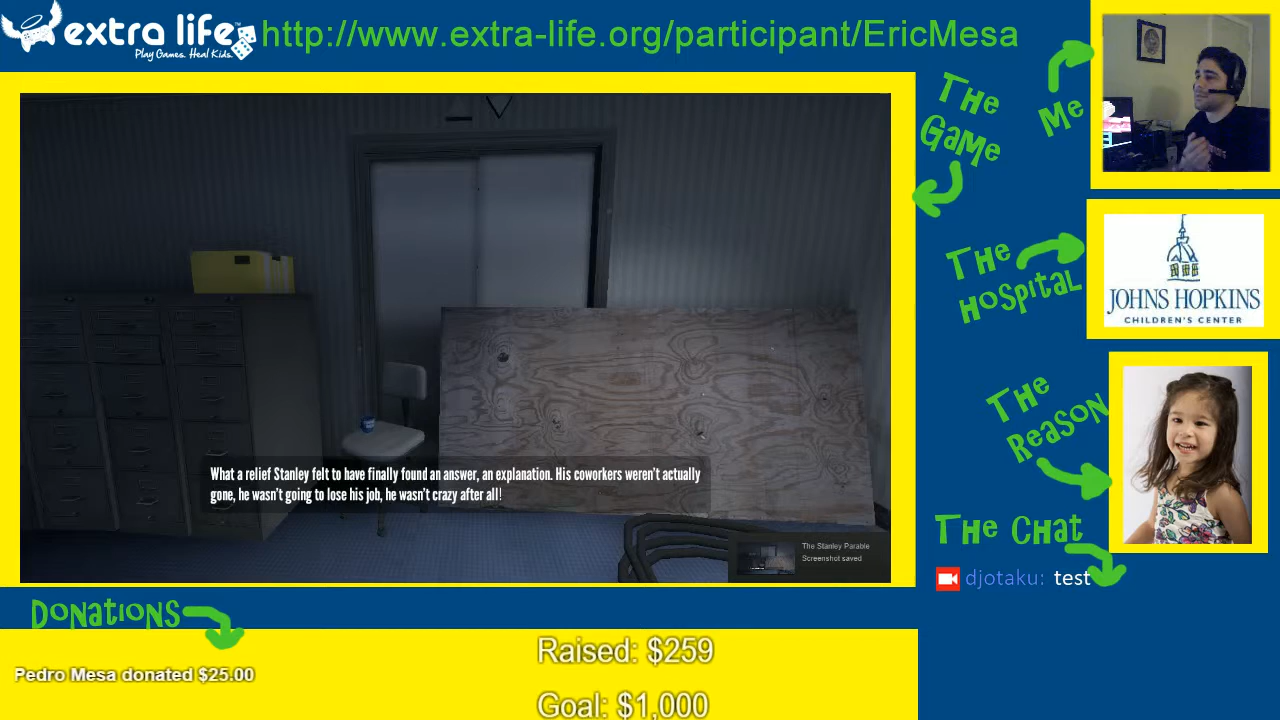 extra life
Play Games. Heal Kids.
http://www.extra-life.org/participant/EricMesa
The
Game
Me
The
Hospital
JOHNS HOPKINS
CHILDREN'S CENTER
The
Reason
What a relief Stanley felt to have finally found an answer, an explanation. His coworkers weren't actually
gone, he wasn't going to lose his job, he wasn't crazy after all!
The Stanley Parable
Screenshot saved
The Chat
djotaku: test
Donations
Pedro Mesa donated $25.00
Raised: $259
Goal: $1,000